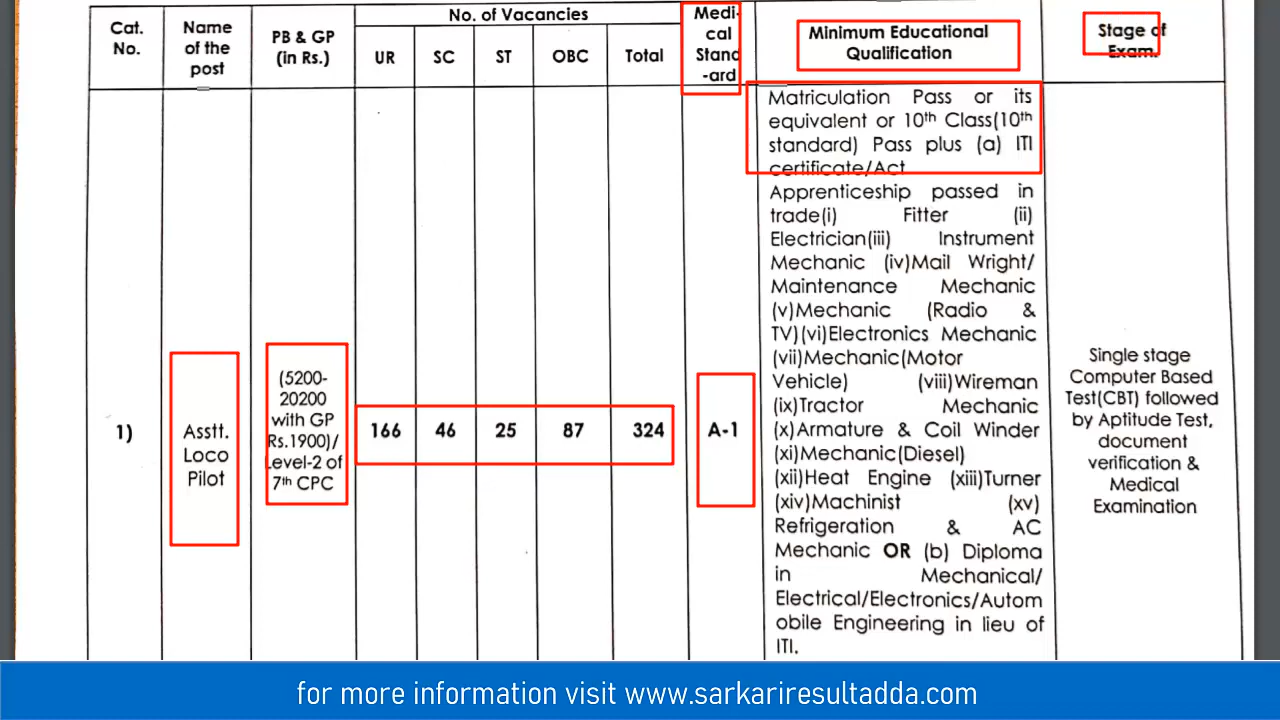 Cat. No.
Name of the post
PB & GP (in Rs.)
No. of Vacancies
UR SC ST OBC Total
Medi-
cal
Stand
-ard
Minimum Educational
Qualification
Stage of
Exam.
1)
Asstt.
Loco
Pilot
(5200-
20200
with GP
Rs.1900)/
Level-2 of
7th CPC
166 46 25 87 324
A-1
Matriculation Pass or its
equivalent or 10th Class(10th
standard) Pass plus (a) ITI
certificate/Act
Apprenticeship passed in
trade(i) Fitter (ii)
Electrician(iii) Instrument
Mechanic (iv)Mail Wright/
Maintenance Mechanic
(v)Mechanic (Radio &
TV)(vi)Electronics Mechanic
(vii)Mechanic(Motor
Vehicle) (viii)Wireman
(ix)Tractor Mechanic
(x)Armature & Coil Winder
(xi)Mechanic(Diesel)
(xii)Heat Engine (xiii)Turner
(xiv)Machinist (xv)
Refrigeration & AC
Mechanic OR (b) Diploma
in Mechanical/
Electrical/Electronics/Autom
obile Engineering in lieu of
ITI.
Single stage
Computer Based
Test(CBT) followed
by Aptitude Test,
document
verification &
Medical
Examination
for more information visit www.sarkariresultadda.com